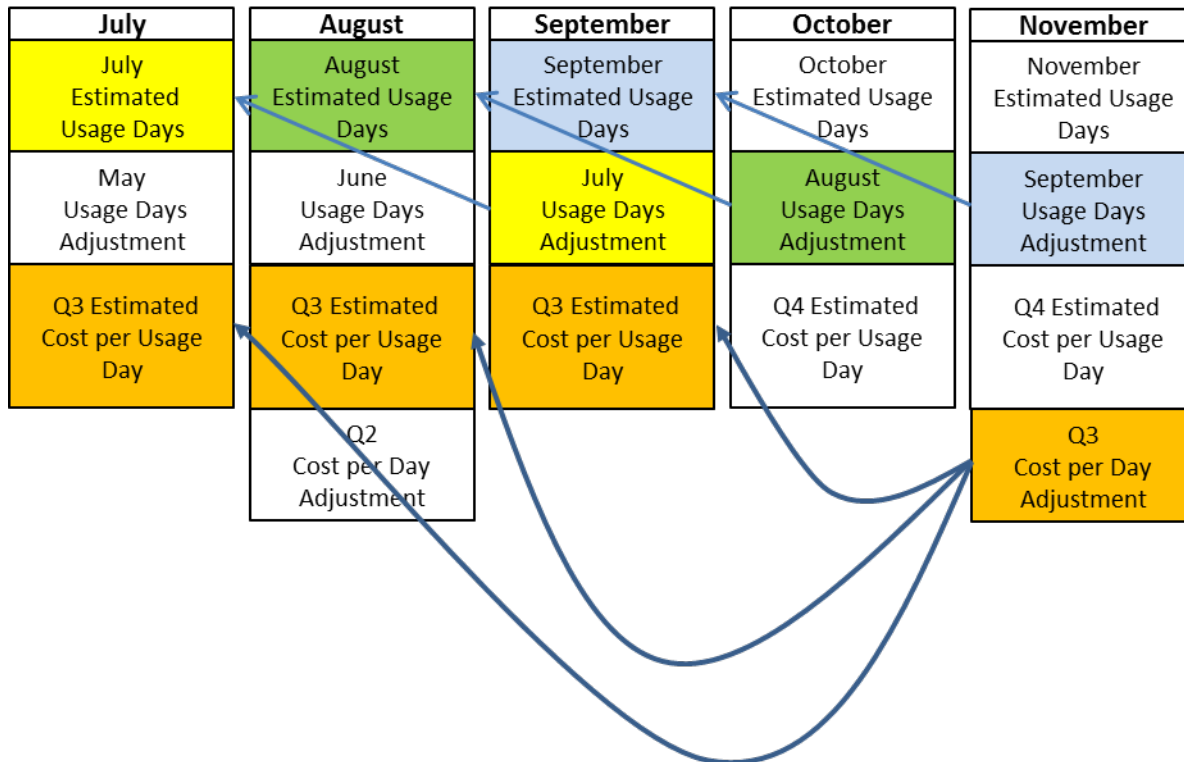 July
July
Estimated
Usage Days
May
Usage Days
Adjustment
Q3 Estimated
Cost per Usage
Day
August
August
Estimated Usage
Days
June
Usage Days
Adjustment
Q3 Estimated
Cost per Usage
Day
Q2
Cost per Day
Adjustment
September
September
Estimated Usage
Days
July
Usage Days
Adjustment
Q3 Estimated
Cost per Usage
Day
October
October
Estimated Usage
Days
August
Usage Days
Adjustment
Q4 Estimated
Cost per Usage
Day
November
November
Estimated Usage
Days
September
Usage Days
Adjustment
Q4 Estimated
Cost per Usage
Day
Q3
Cost per Day
Adjustment